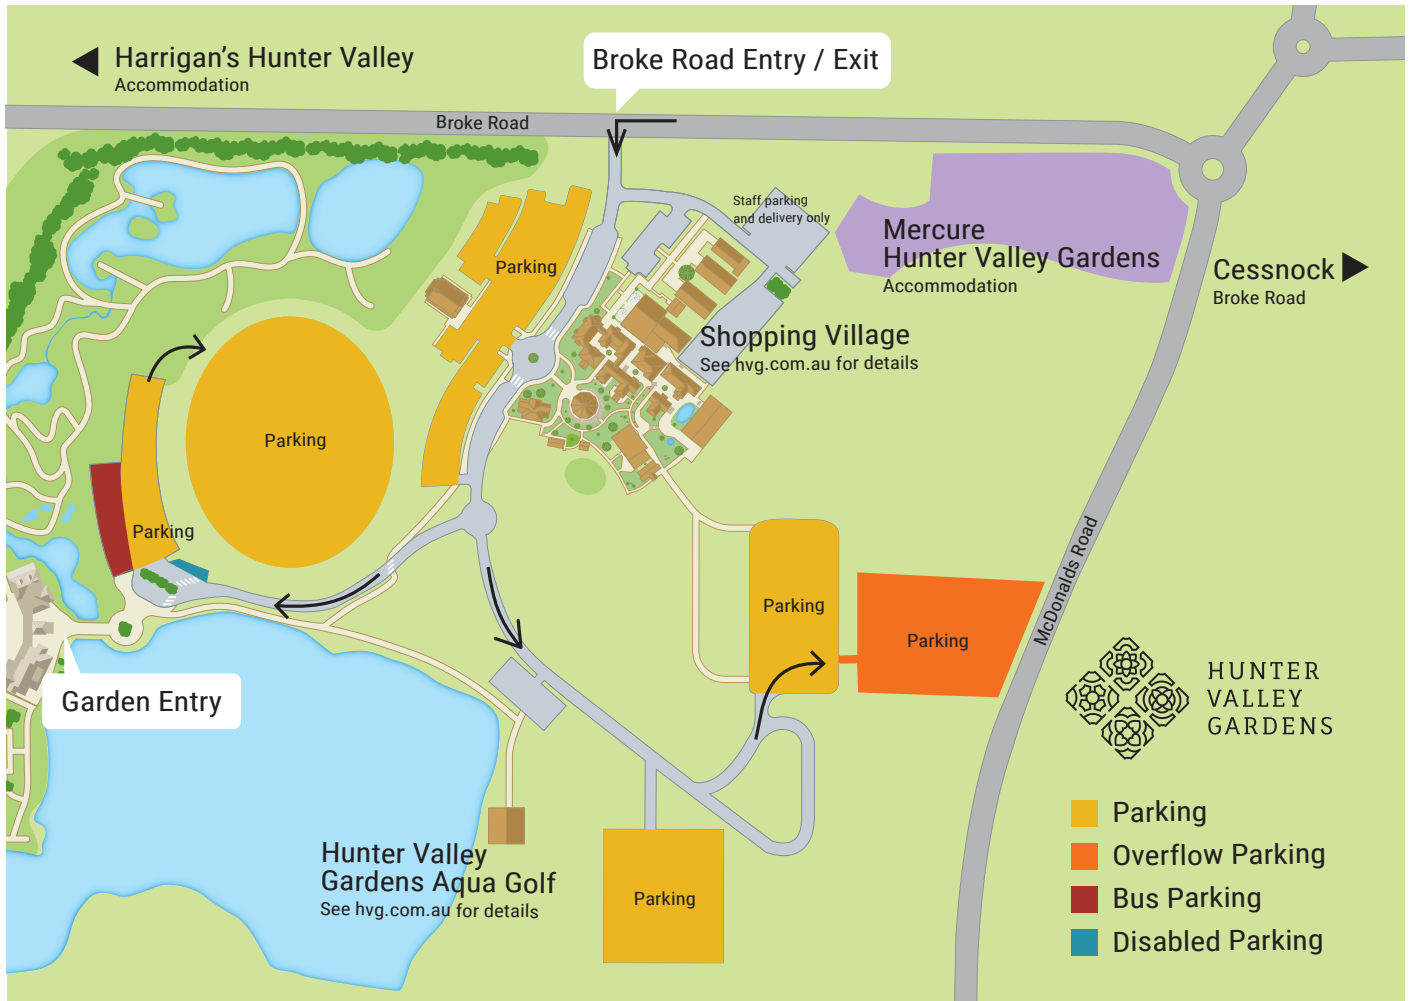 Harrigan's Hunter Valley
Accommodation
Broke Road Entry / Exit
Broke Road
Staff parking
and delivery only
Mercure
Hunter Valley Gardens
Accommodation
Cessnock
Broke Road
Parking
Shopping Village
See hvg.com.au for details
Parking
Parking
Parking
Parking
McDonalds Road
Garden Entry
HUNTER
VALLEY
GARDENS
Hunter Valley
Gardens Aqua Golf
See hvg.com.au for details
Parking
Parking
Overflow Parking
Bus Parking
Disabled Parking